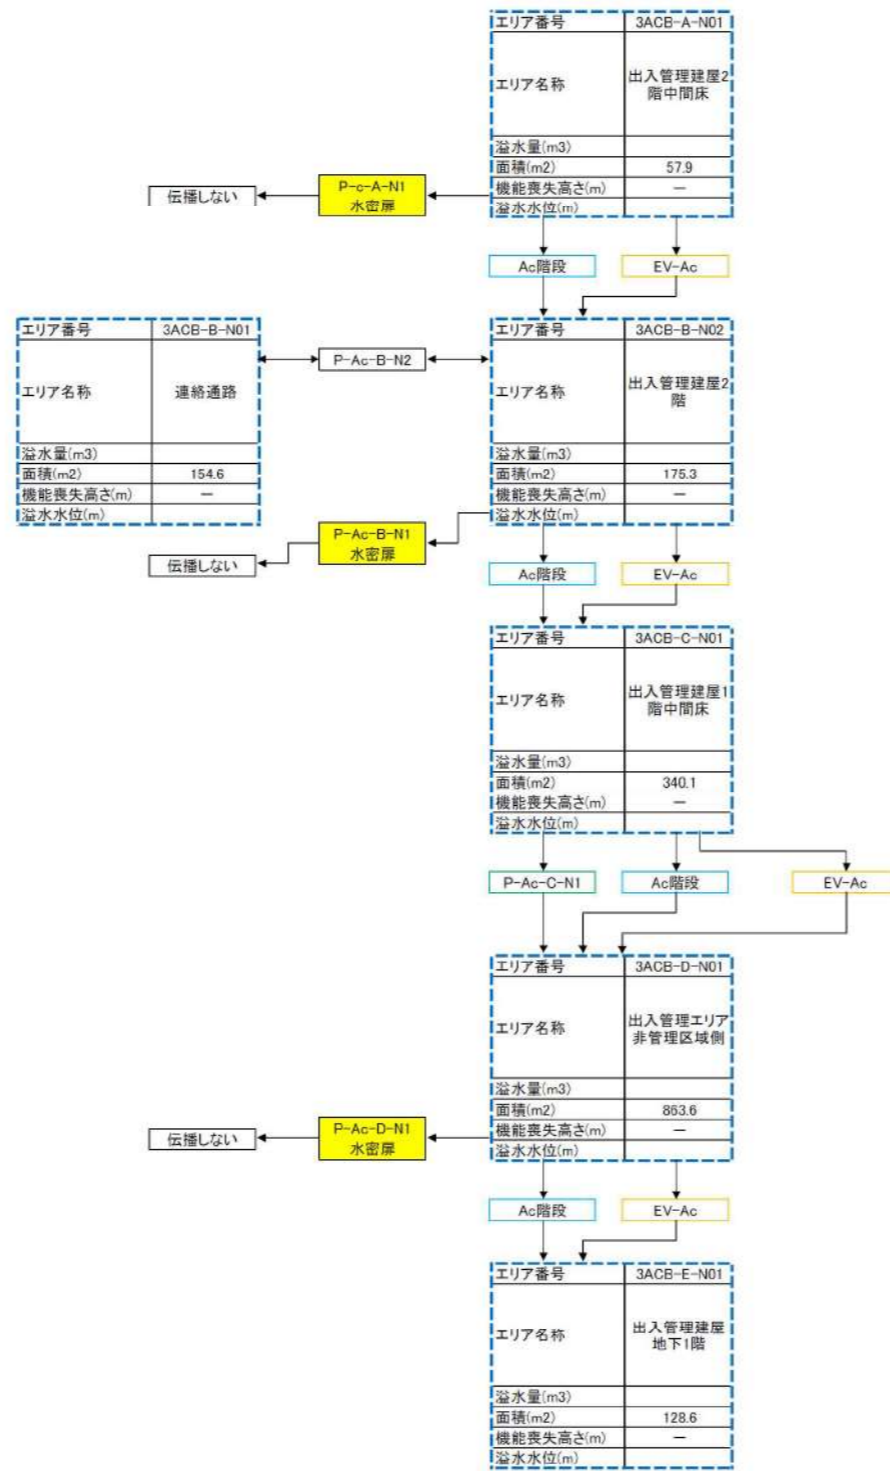 エリア番号 3ACB-A-N01
エリア名称 出入管理建屋2
階中間床
溢水量(m3)
面積(m2) 57.9
機能喪失高さ(m) ー
溢水水位(m)
伝播しない
P-c-A-N1
水密扉
Ac階段
EV-Ac
エリア番号 3ACB-B-N01
エリア名称 連絡通路
溢水量(m3)
面積(m2) 154.6
機能喪失高さ(m) ー
溢水水位(m)
P-Ac-B-N2
エリア番号 3ACB-B-N02
エリア名称 出入管理建屋2
階
溢水量(m3)
面積(m2) 175.3
機能喪失高さ(m) ー
溢水水位(m)
伝播しない
P-Ac-B-N1
水密扉
Ac階段
EV-Ac
エリア番号 3ACB-C-N01
エリア名称 出入管理建屋1
階中間床
溢水量(m3)
面積(m2) 340.1
機能喪失高さ(m) ー
溢水水位(m)
P-Ac-C-N1
Ac階段
EV-Ac
エリア番号 3ACB-D-N01
エリア名称 出入管理エリア
非管理区域側
溢水量(m3)
面積(m2) 863.6
機能喪失高さ(m) ー
溢水水位(m)
伝播しない
P-Ac-D-N1
水密扉
Ac階段
EV-Ac
エリア番号 3ACB-E-N01
エリア名称 出入管理建屋
地下1階
溢水量(m3)
面積(m2) 128.6
機能喪失高さ(m) ー
溢水水位(m)